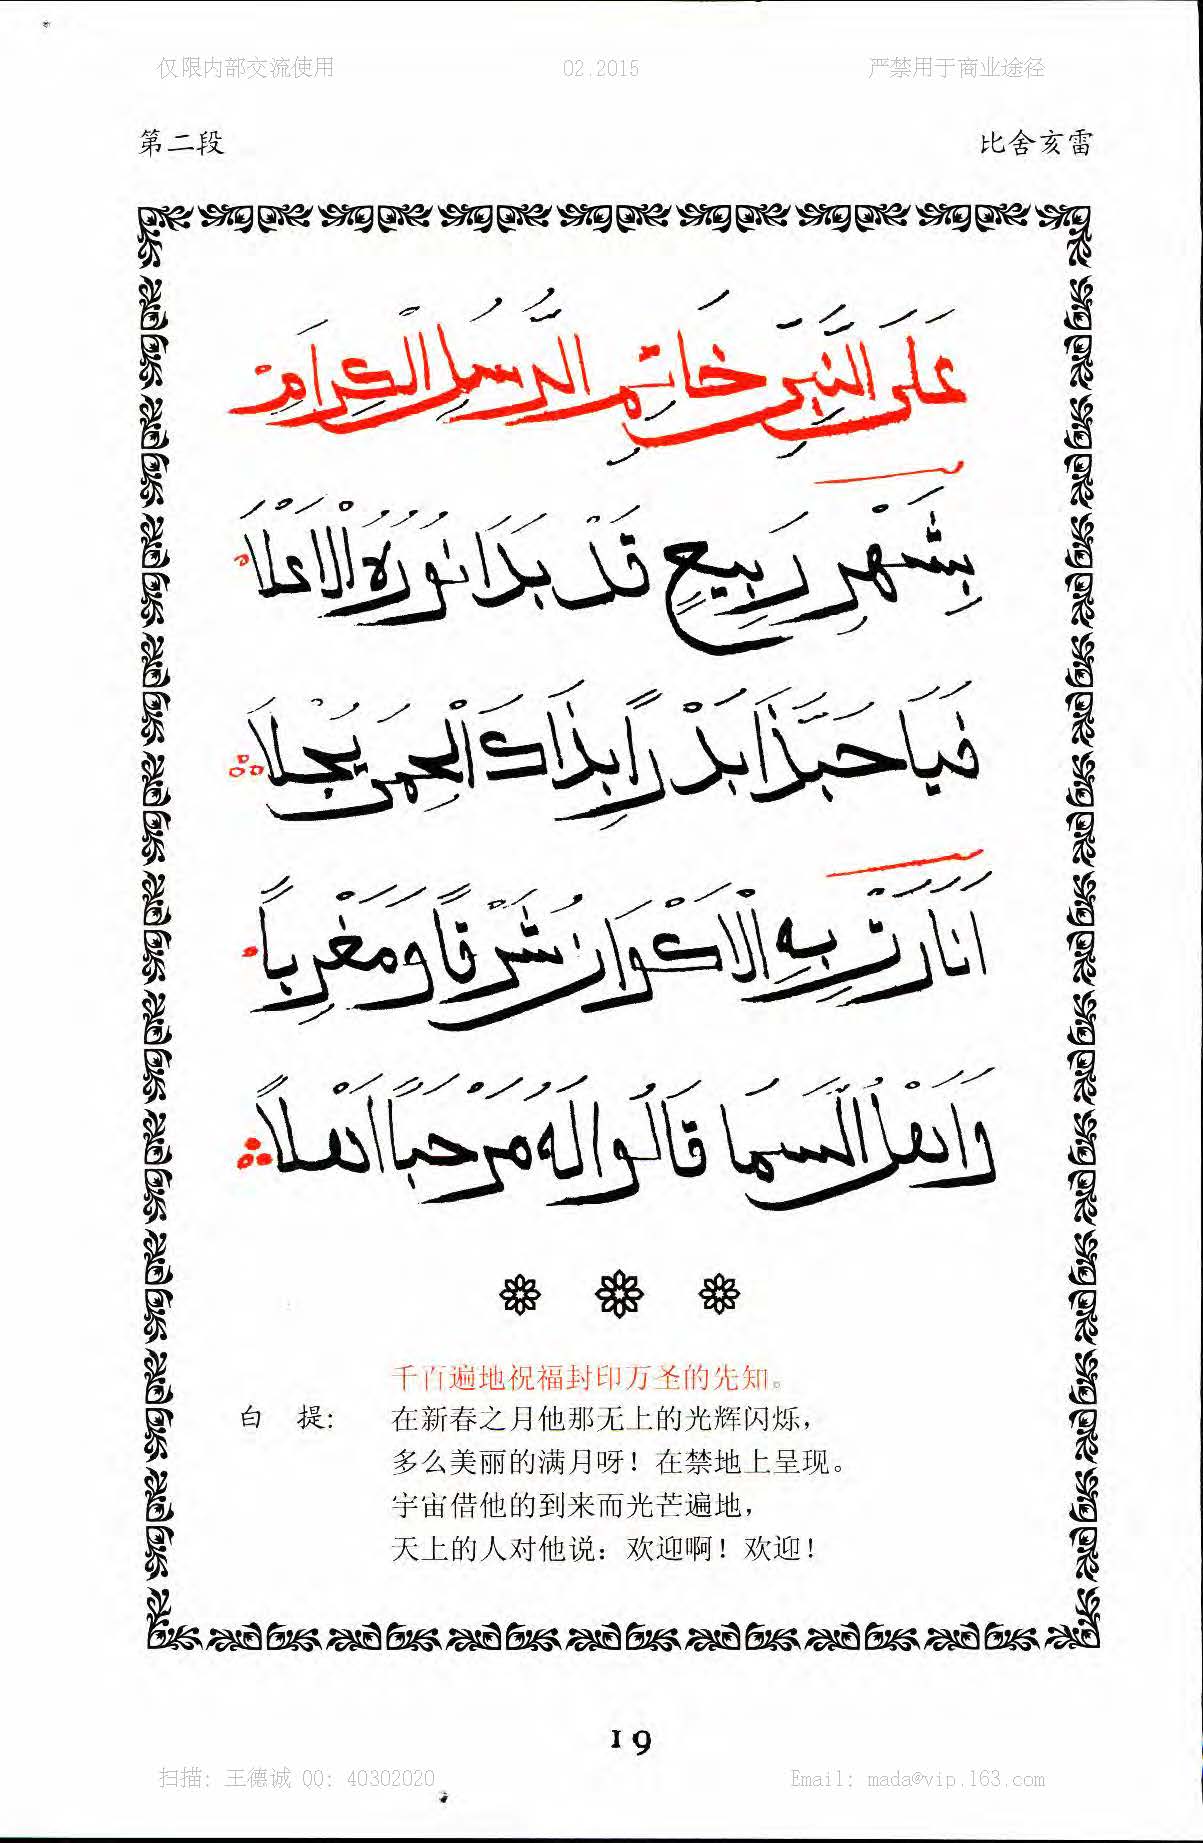 仅限内部交流使用 02.2015 严禁用于商业途径
第二段 比舍亥雷
عَلَى النَّبِيِّ خَاتِمِ الرُّسُلِ الْكِرَامِ
بِشَهْرِ رَبِيعٍ قَدْ بَدَا نُورُهُ الْاَعْلَا
فَيَا حَبَّذَا بَدْرًا بِذَاكَ الْحِمَى يُجْلَا
اَنَارَتْ بِهِ الْاَكْوَانُ شَرْقًا وَمَغْرِبًا
وَاَهْلُ السَّمَا قَالُوا لَهُ مَرْحَبًا اَهْلًا
千百遍地祝福封印万圣的先知。
白 提: 在新春之月他那无上的光辉闪烁，
多么美丽的满月呀！在禁地上呈现。
宇宙借他的到来而光芒遍地，
天上的人对他说：欢迎啊！欢迎！
19
扫描: 王德诚 QQ: 40302020 Email: mada@vip.163.com